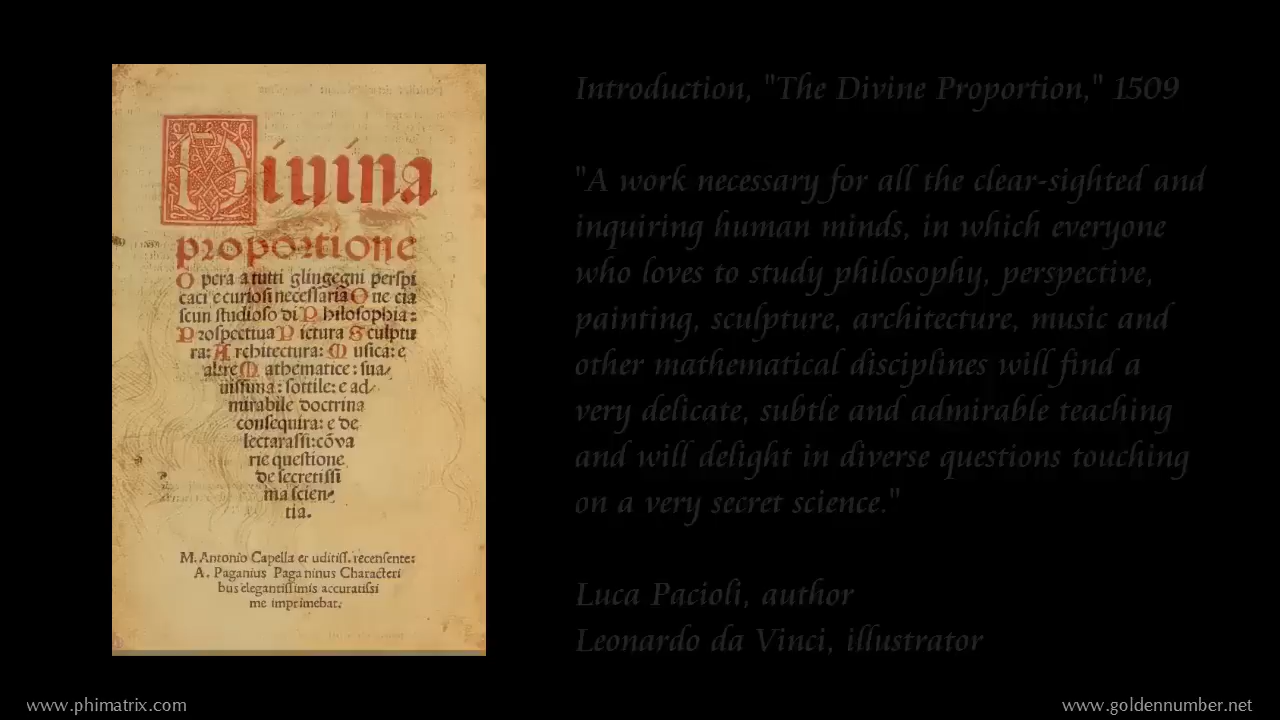 Divina
proportione
Opera a tutti glingegni perspi
caci e curiosi necessaria One cia
scun studioso di Philosophia:
Prospectiua Pictura Sculptu
ra: Architectura: Musica: e
altre Mathematice: sua
uissima: sottile: e ad
mirabile doctrina
consequira: e de
lectarassi: cõ va
rie questione
de secretissi
ma scien
tia.
M. Antonio Capella eruditiss. recensente:
A. Paganius Paganinus Characteri
bus elegantissimis accuratissi
me imprimebat.
Introduction, "The Divine Proportion," 1509
"A work necessary for all the clear-sighted and
inquiring human minds, in which everyone
who loves to study philosophy, perspective,
painting, sculpture, architecture, music and
other mathematical disciplines will find a
very delicate, subtle and admirable teaching
and will delight in diverse questions touching
on a very secret science."
Luca Pacioli, author
Leonardo da Vinci, illustrator
www.phimatrix.com
www.goldennumber.net